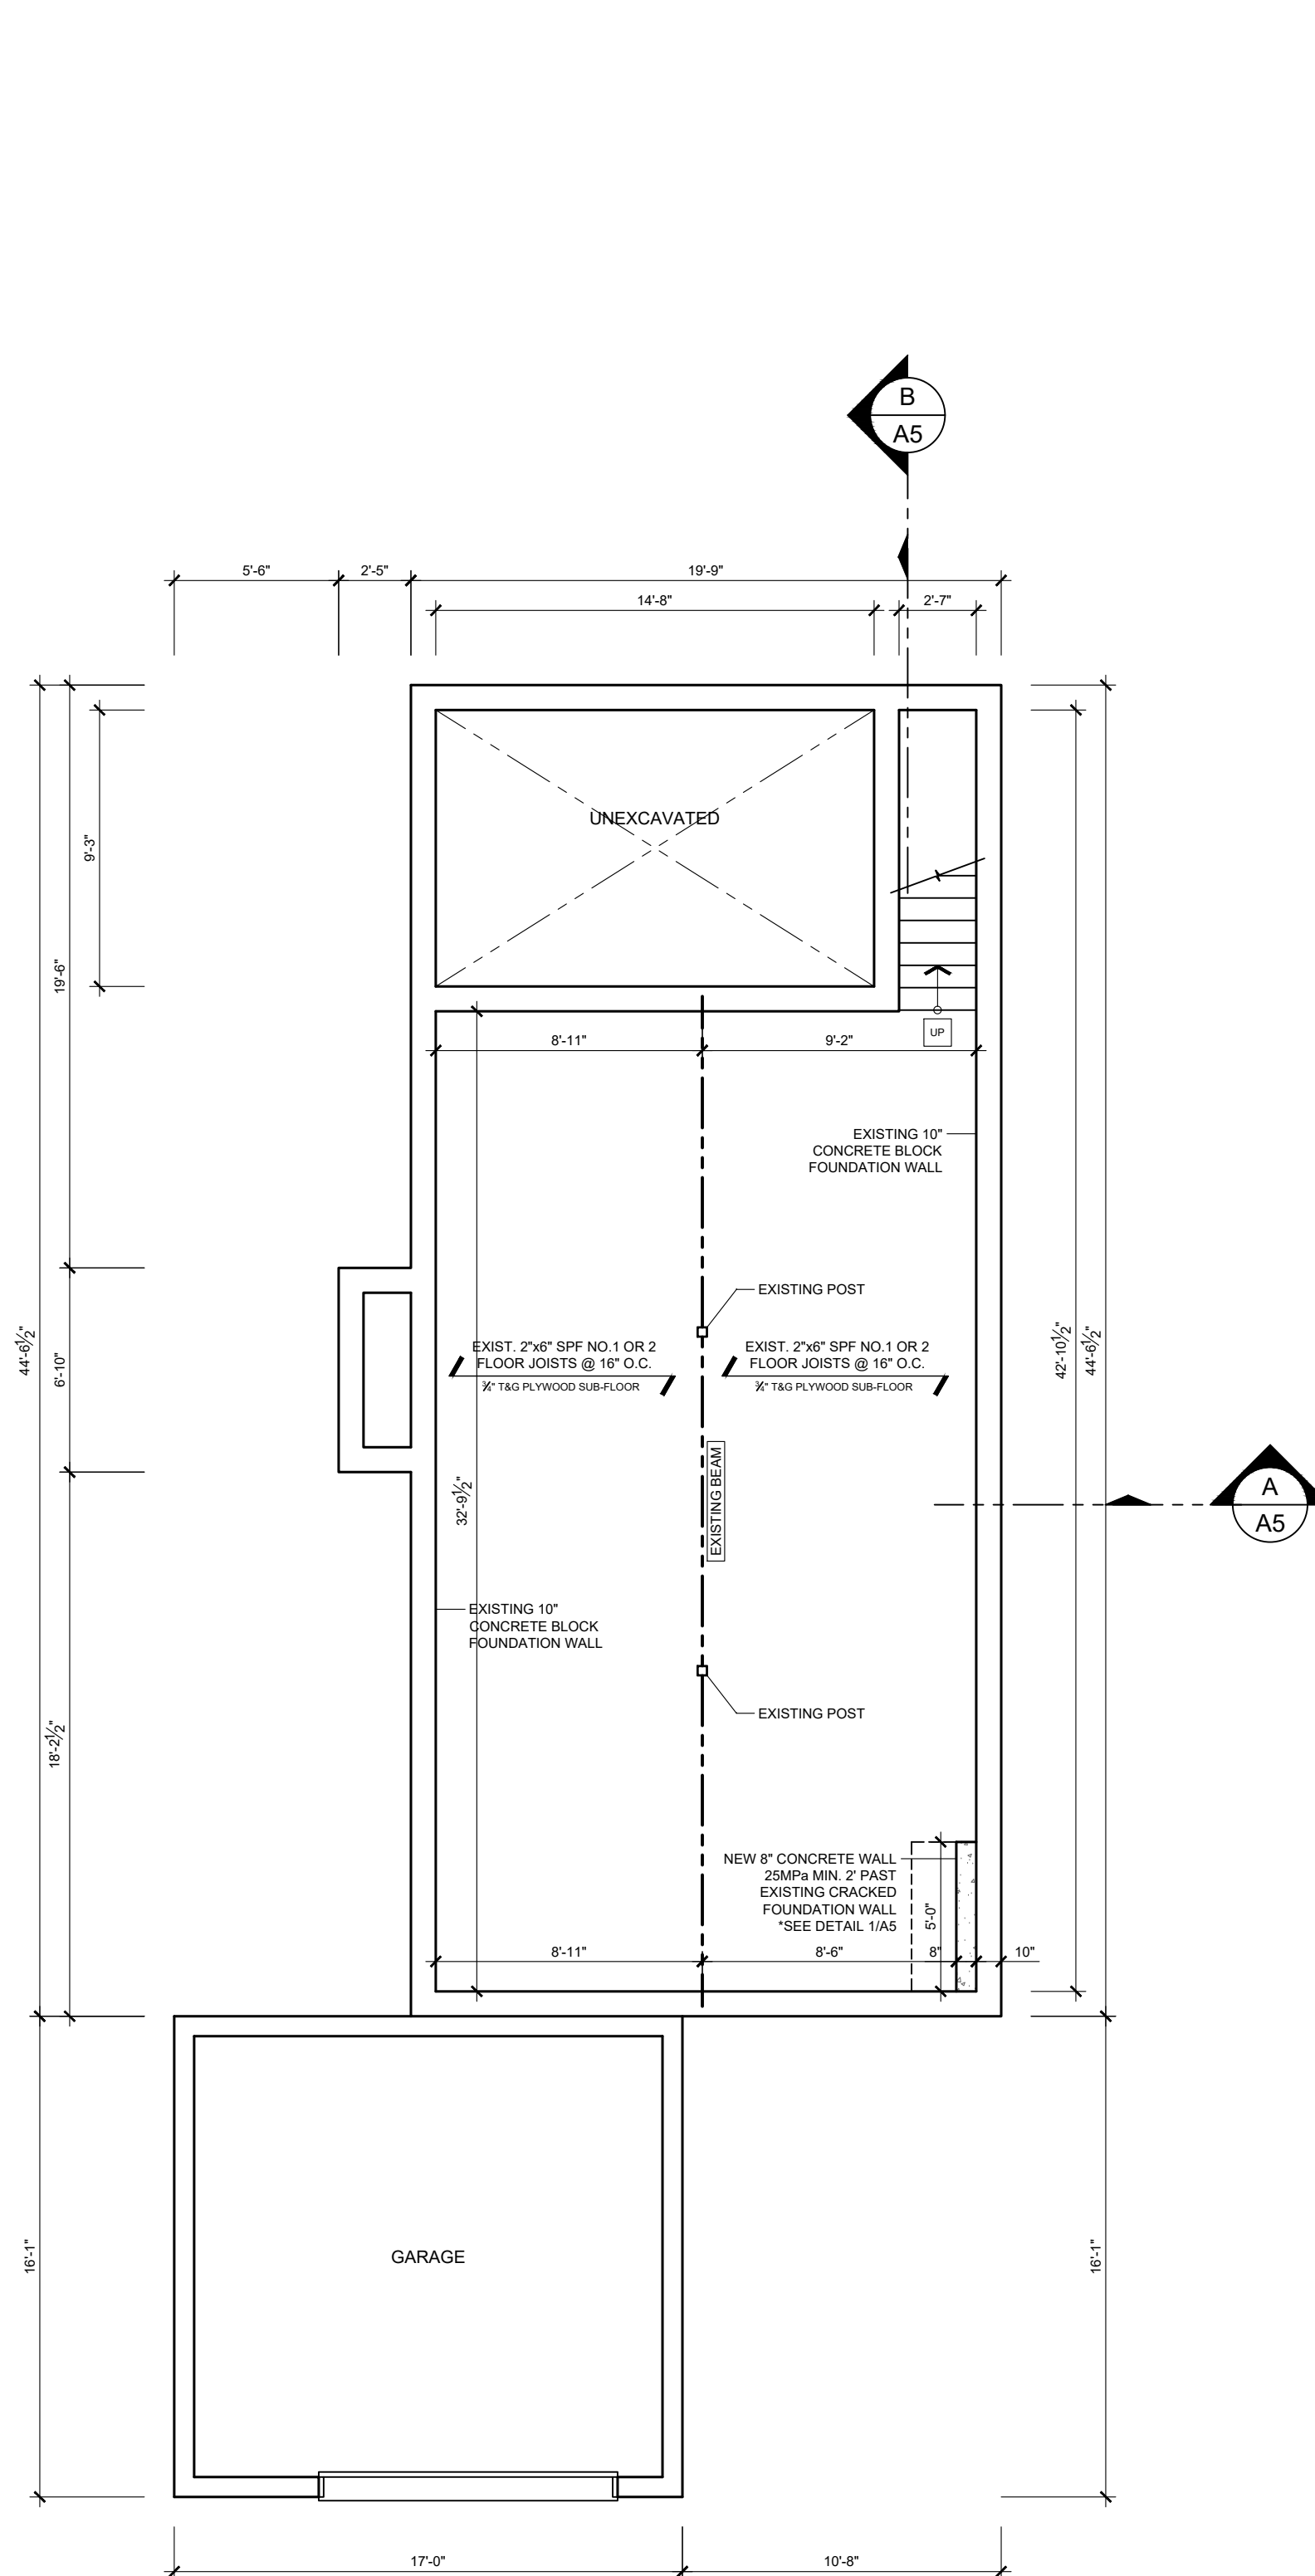 B
A5
5'-6"
2'-5"
19'-9"
14'-8"
2'-7"
9'-3"
19'-6"
UNEXCAVATED
UP
8'-11"
9'-2"
EXISTING 10"
CONCRETE BLOCK
FOUNDATION WALL
EXISTING POST
44'-6½"
6'-10"
EXIST. 2"x6" SPF NO.1 OR 2
FLOOR JOISTS @ 16" O.C.
¾" T&G PLYWOOD SUB-FLOOR
EXIST. 2"x6" SPF NO.1 OR 2
FLOOR JOISTS @ 16" O.C.
¾" T&G PLYWOOD SUB-FLOOR
42'-10½"
44'-6½"
32'-9½"
EXISTING BEAM
A
A5
EXISTING 10"
CONCRETE BLOCK
FOUNDATION WALL
EXISTING POST
18'-2½"
NEW 8" CONCRETE WALL
25MPa MIN. 2' PAST
EXISTING CRACKED
FOUNDATION WALL
*SEE DETAIL 1/A5
5'-0"
8'-11"
8'-6"
8"
10"
16'-1"
GARAGE
16'-1"
17'-0"
10'-8"